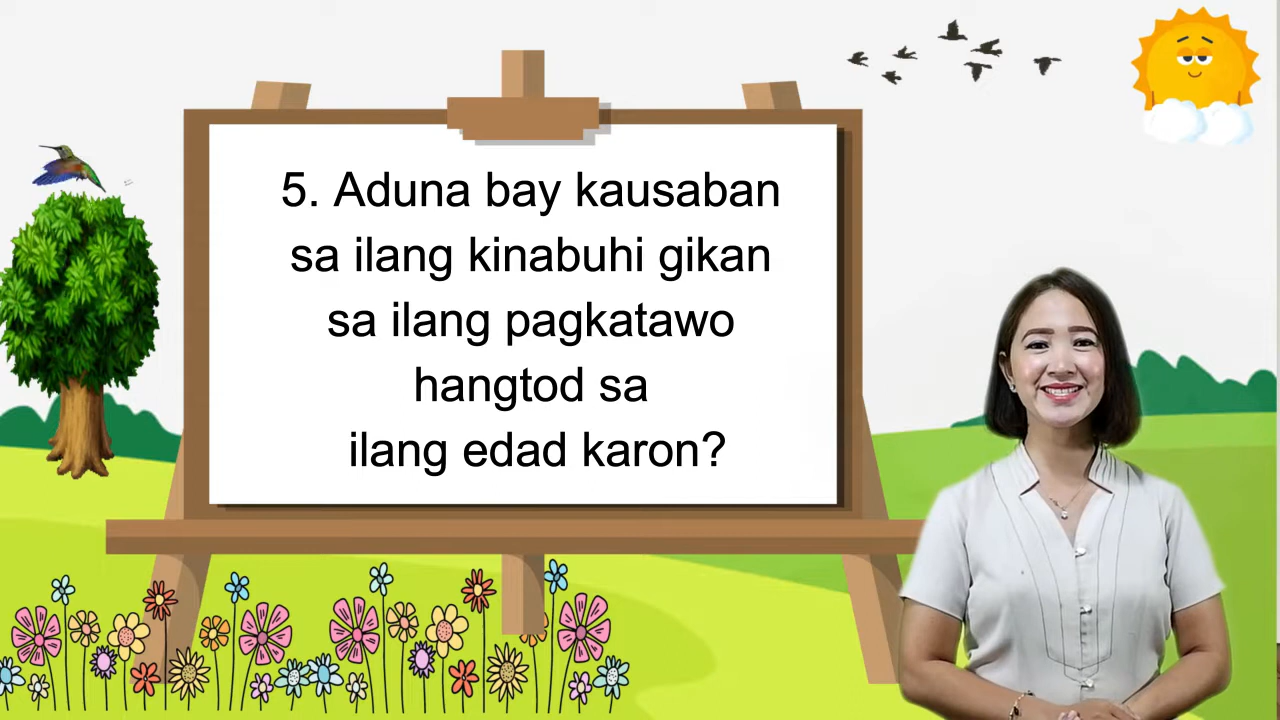 5. Aduna bay kausaban
sa ilang kinabuhi gikan
sa ilang pagkatawo
hangtod sa
ilang edad karon?